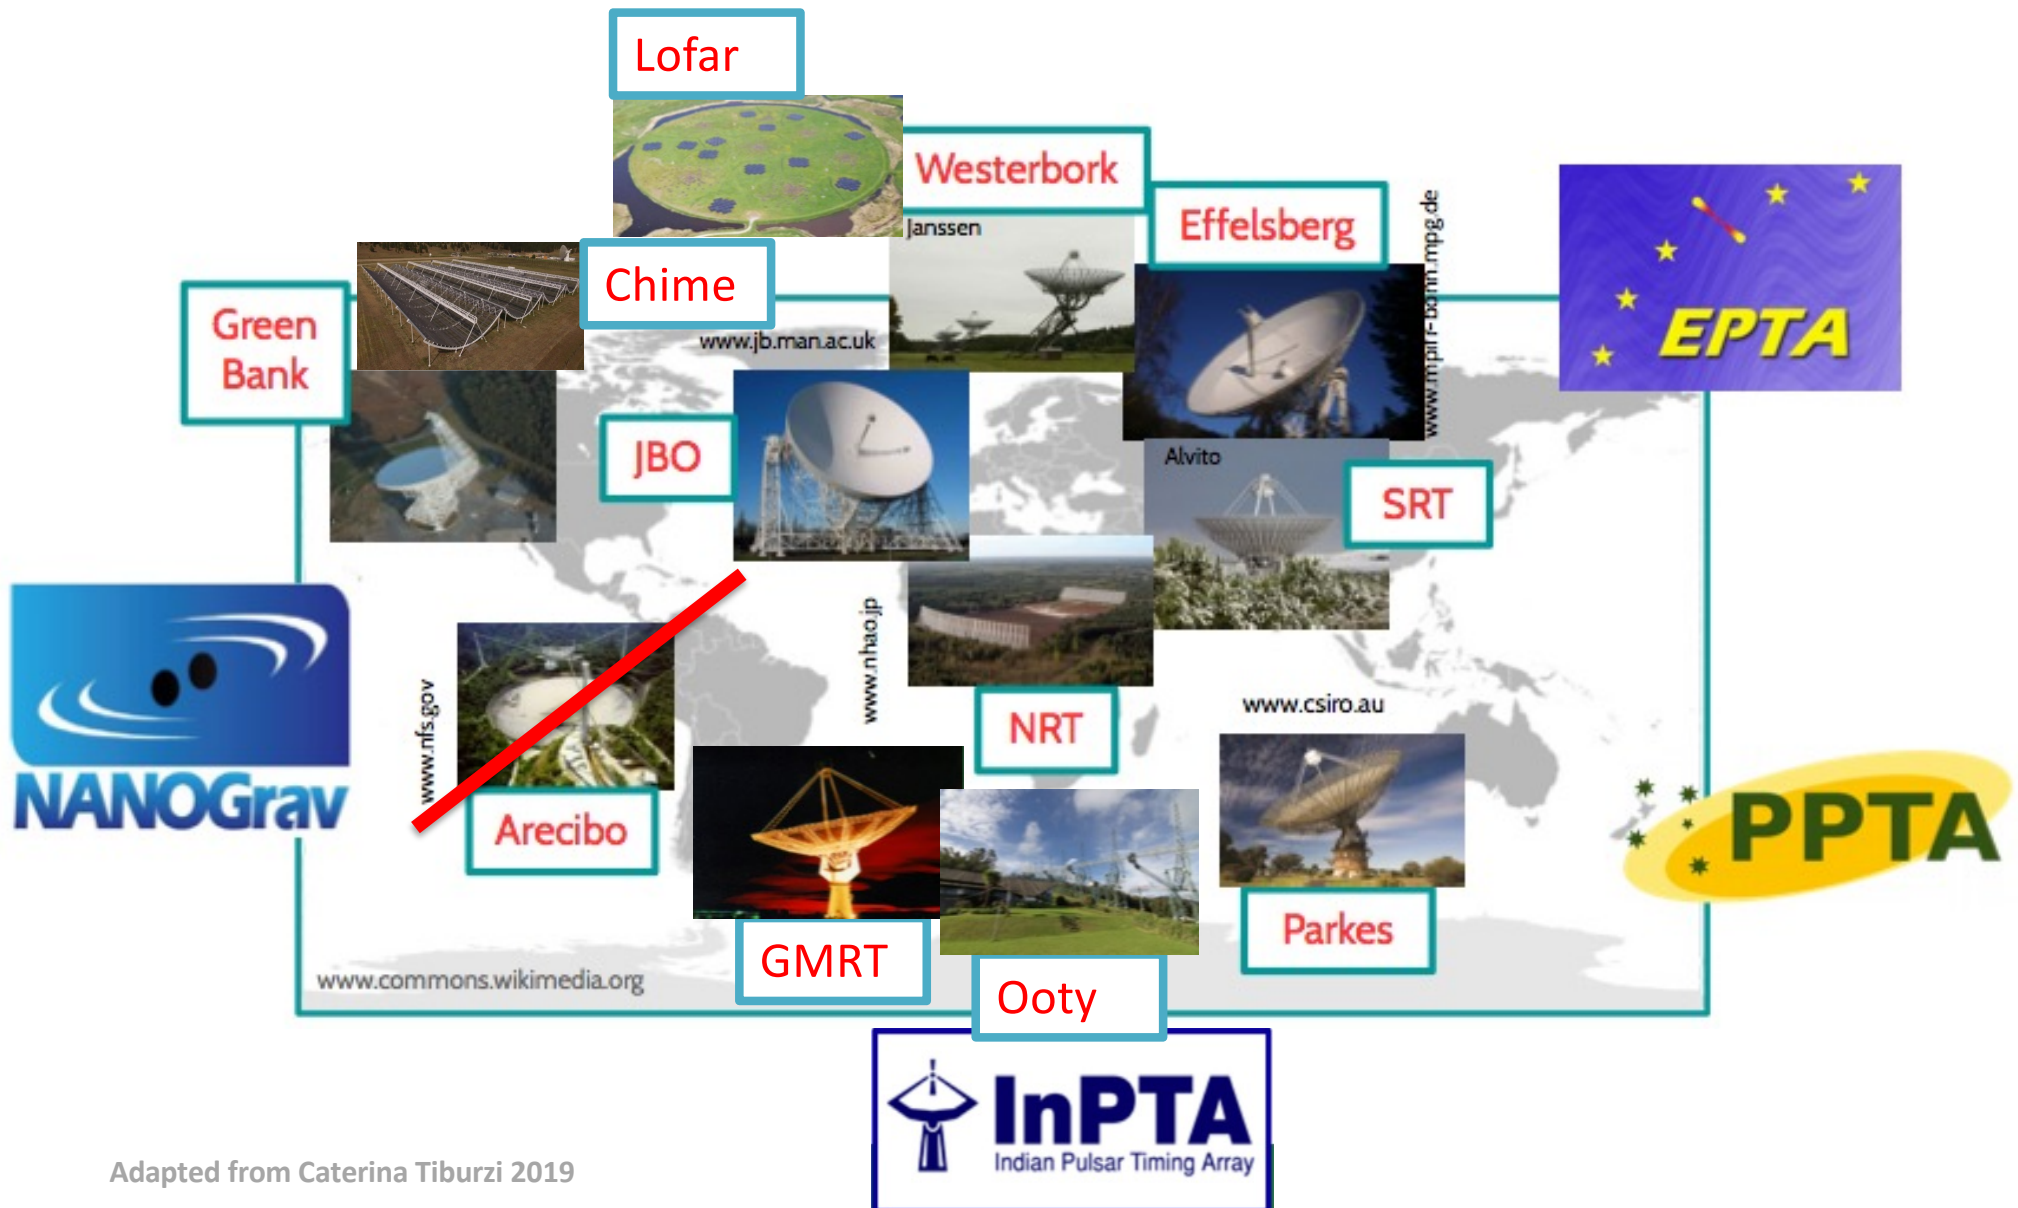 Lofar
Westerbork
Janssen
Effelsberg
www.mpifr-bonn.mpg.de
EPTA
Chime
Green
Bank
www.jb.man.ac.uk
JBO
Alvito
SRT
NANOGrav
www.nfs.gov
Arecibo
www.nhao.jp
NRT
www.csiro.au
PPTA
Parkes
GMRT
Ooty
www.commons.wikimedia.org
InPTA
Indian Pulsar Timing Array
Adapted from Caterina Tiburzi 2019